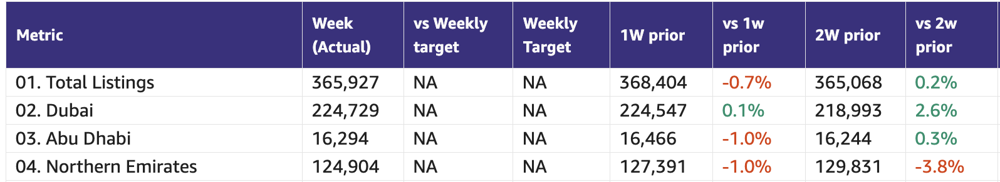 Metric Week (Actual) vs Weekly target Weekly Target 1W prior vs 1w prior 2W prior vs 2w prior
01. Total Listings 365,927 NA NA 368,404 -0.7% 365,068 0.2%
02. Dubai 224,729 NA NA 224,547 0.1% 218,993 2.6%
03. Abu Dhabi 16,294 NA NA 16,466 -1.0% 16,244 0.3%
04. Northern Emirates 124,904 NA NA 127,391 -1.0% 129,831 -3.8%